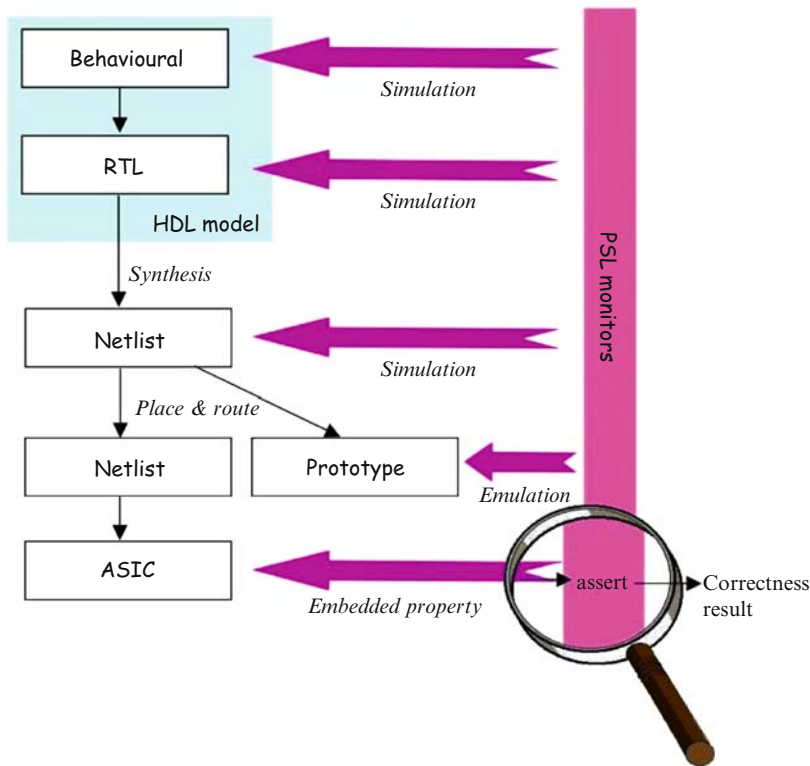 Behavioural
Simulation
RTL
Simulation
HDL model
PSL monitors
Synthesis
Netlist
Simulation
Place & route
Netlist
Prototype
Emulation
ASIC
Embedded property
assert
Correctness
result